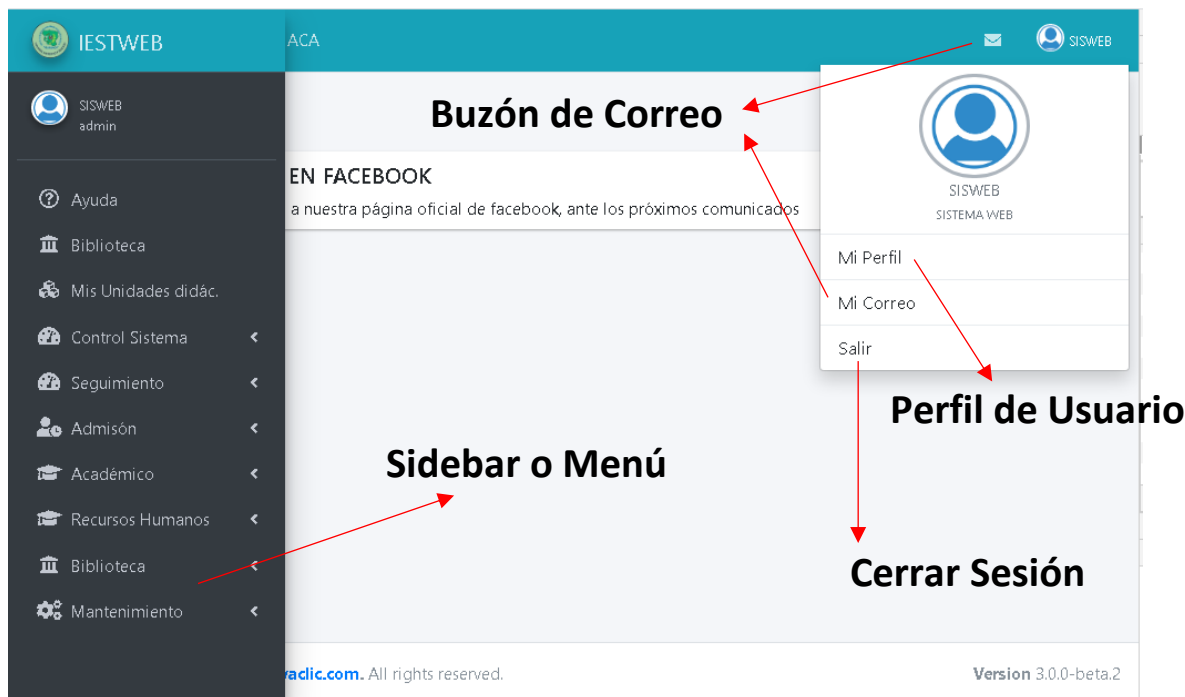 IESTWEB
ACA
SISWEB
SISWEB
admin
Buzón de Correo
EN FACEBOOK
a nuestra página oficial de facebook, ante los próximos comunicados
SISWEB
SISTEMA WEB
Mi Perfil
Mi Correo
Salir
Ayuda
Biblioteca
Mis Unidades didác.
Control Sistema
Seguimiento
Admisón
Académico
Recursos Humanos
Biblioteca
Mantenimiento
Perfil de Usuario
Sidebar o Menú
Cerrar Sesión
vaclic.com. All rights reserved.
Version 3.0.0-beta.2